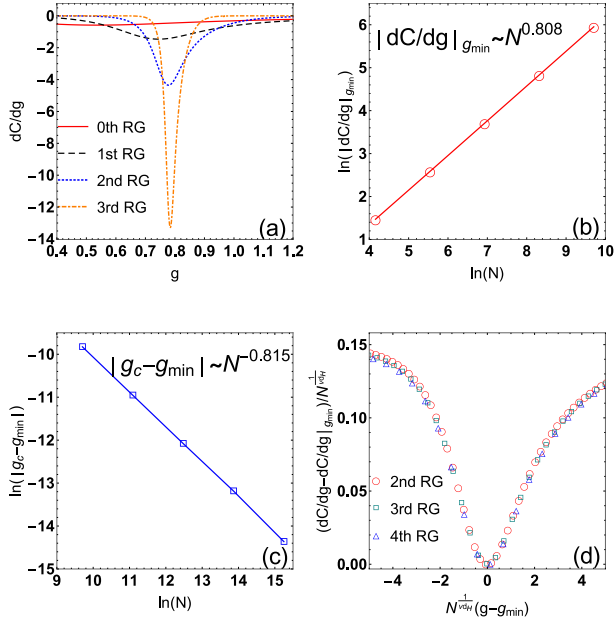 0
−2
−4
−6
−8
−10
−12
−14
dC/dg
0th RG
1st RG
2nd RG
3rd RG
(a)
0.4 0.5 0.6 0.7 0.8 0.9 1.0 1.1 1.2
g
6
5
4
3
2
1
ln(|dC/dg|gmin)
|dC/dg|gmin~N^0.808
(b)
4 5 6 7 8 9 10
ln(N)
−10
−11
−12
−13
−14
−15
ln(|gc−gmin|)
|gc−gmin|~N^−0.815
(c)
9 10 11 12 13 14 15
ln(N)
0.15
0.10
0.05
0.00
(dC/dg−dC/dg|gmin)/N^(1/νdH)
2nd RG
3rd RG
4th RG
(d)
−4 −2 0 2 4
N^(1/νdH)(g−gmin)